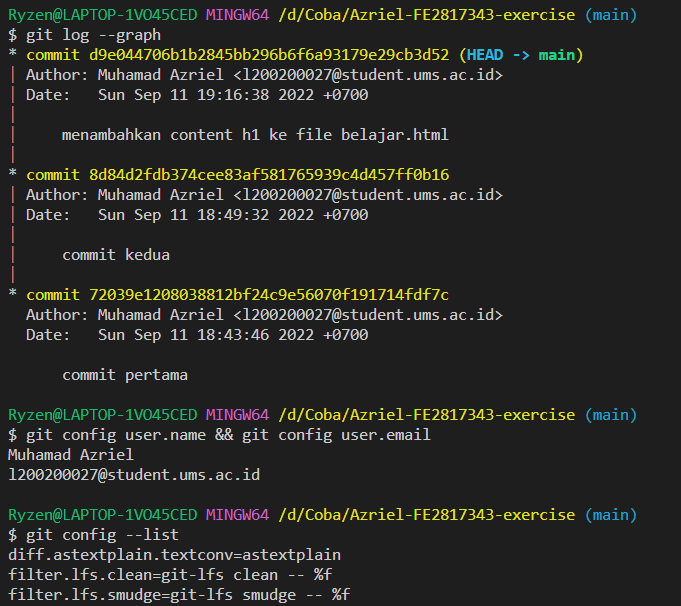 Ryzen@LAPTOP-1VO45CED MINGW64 /d/Coba/Azriel-FE2817343-exercise (main)
$ git log --graph
* commit d9e044706b1b2845bb296b6f6a93179e29cb3d52 (HEAD -> main)
| Author: Muhamad Azriel <l200200027@student.ums.ac.id>
| Date:   Sun Sep 11 19:16:38 2022 +0700
|
|     menambahkan content h1 ke file belajar.html
|
* commit 8d84d2fdb374cee83af581765939c4d457ff0b16
| Author: Muhamad Azriel <l200200027@student.ums.ac.id>
| Date:   Sun Sep 11 18:49:32 2022 +0700
|
|     commit kedua
|
* commit 72039e1208038812bf24c9e56070f191714fdf7c
  Author: Muhamad Azriel <l200200027@student.ums.ac.id>
  Date:   Sun Sep 11 18:43:46 2022 +0700

      commit pertama

Ryzen@LAPTOP-1VO45CED MINGW64 /d/Coba/Azriel-FE2817343-exercise (main)
$ git config user.name && git config user.email
Muhamad Azriel
l200200027@student.ums.ac.id

Ryzen@LAPTOP-1VO45CED MINGW64 /d/Coba/Azriel-FE2817343-exercise (main)
$ git config --list
diff.astextplain.textconv=astextplain
filter.lfs.clean=git-lfs clean -- %f
filter.lfs.smudge=git-lfs smudge -- %f